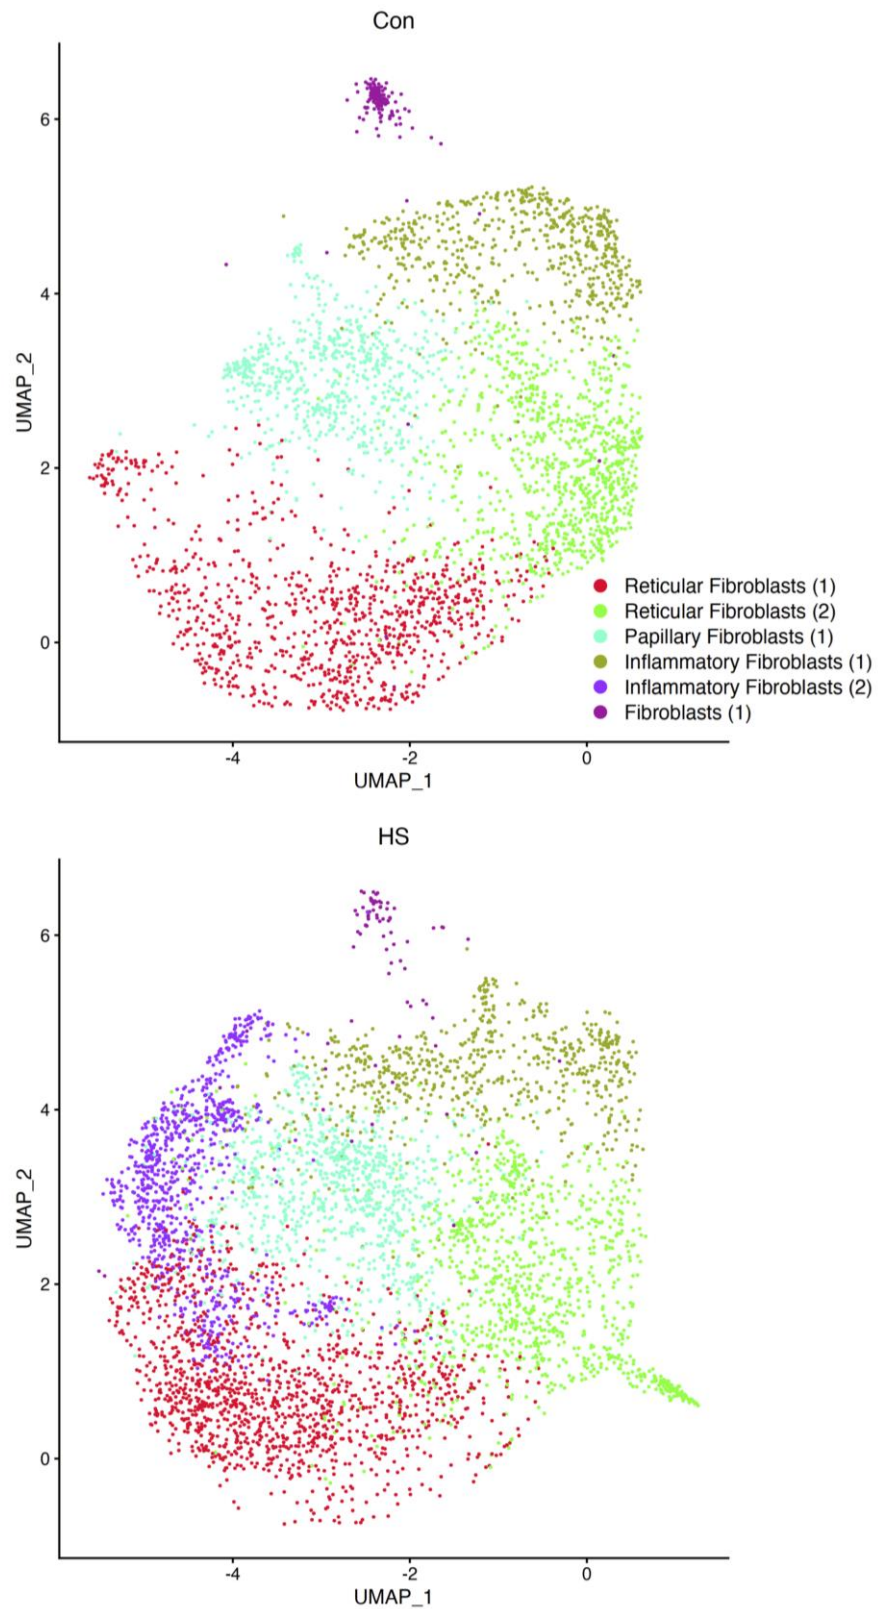 Con
6
4
2
0
UMAP_2
Reticular Fibroblasts (1)
Reticular Fibroblasts (2)
Papillary Fibroblasts (1)
Inflammatory Fibroblasts (1)
Inflammatory Fibroblasts (2)
Fibroblasts (1)
-4 -2 0
UMAP_1
HS
6
4
2
0
UMAP_2
-4 -2 0
UMAP_1